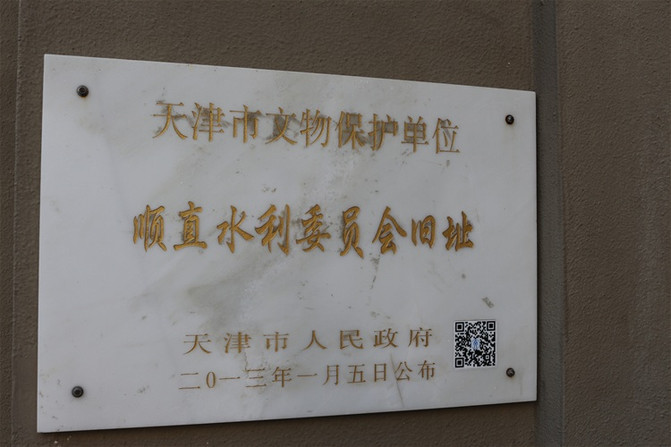 天津市文物保护单位
顺直水利委员会旧址
天津市人民政府
二〇一三年一月五日公布